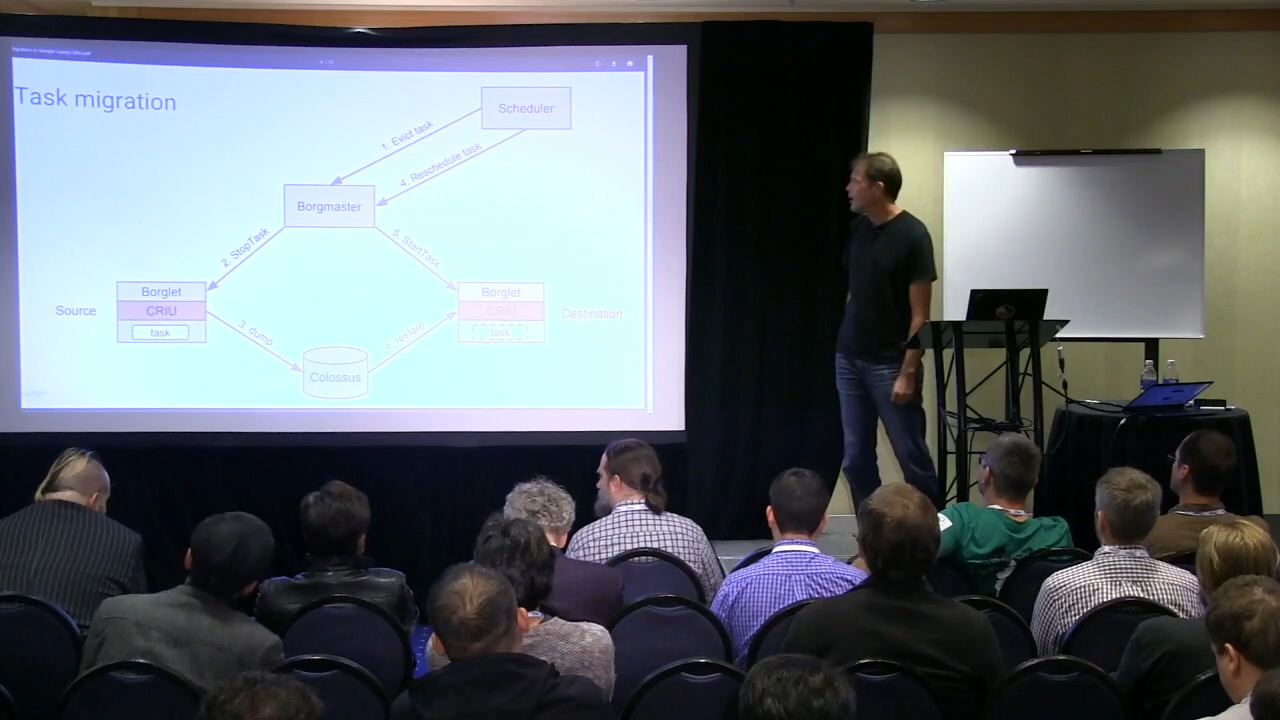 Task migration
Scheduler
1. Evict task
4. Reschedule task
Borgmaster
2. StopTask
5. StartTask
Source
Borglet
CRIU
task
Borglet
CRIU
task
Destination
3. dump
6. restore
Colossus